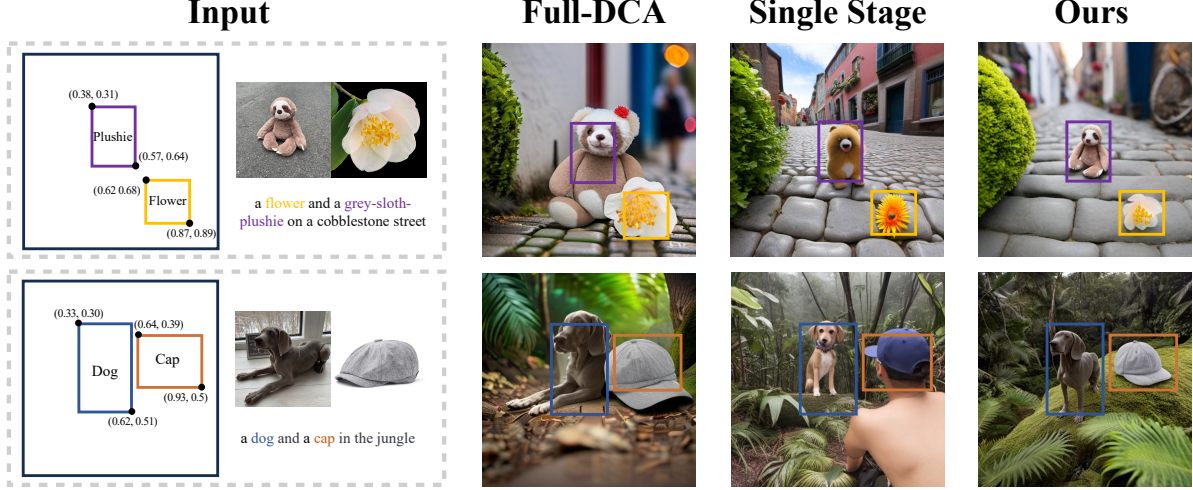 Input Full-DCA Single Stage Ours
(0.38, 0.31)
Plushie
(0.57, 0.64)
(0.62 0.68)
Flower
(0.87, 0.89)
a flower and a grey-sloth-
plushie on a cobblestone street
(0.33, 0.30)
(0.64, 0.39)
Dog
Cap
(0.93, 0.5)
(0.62, 0.51)
a dog and a cap in the jungle